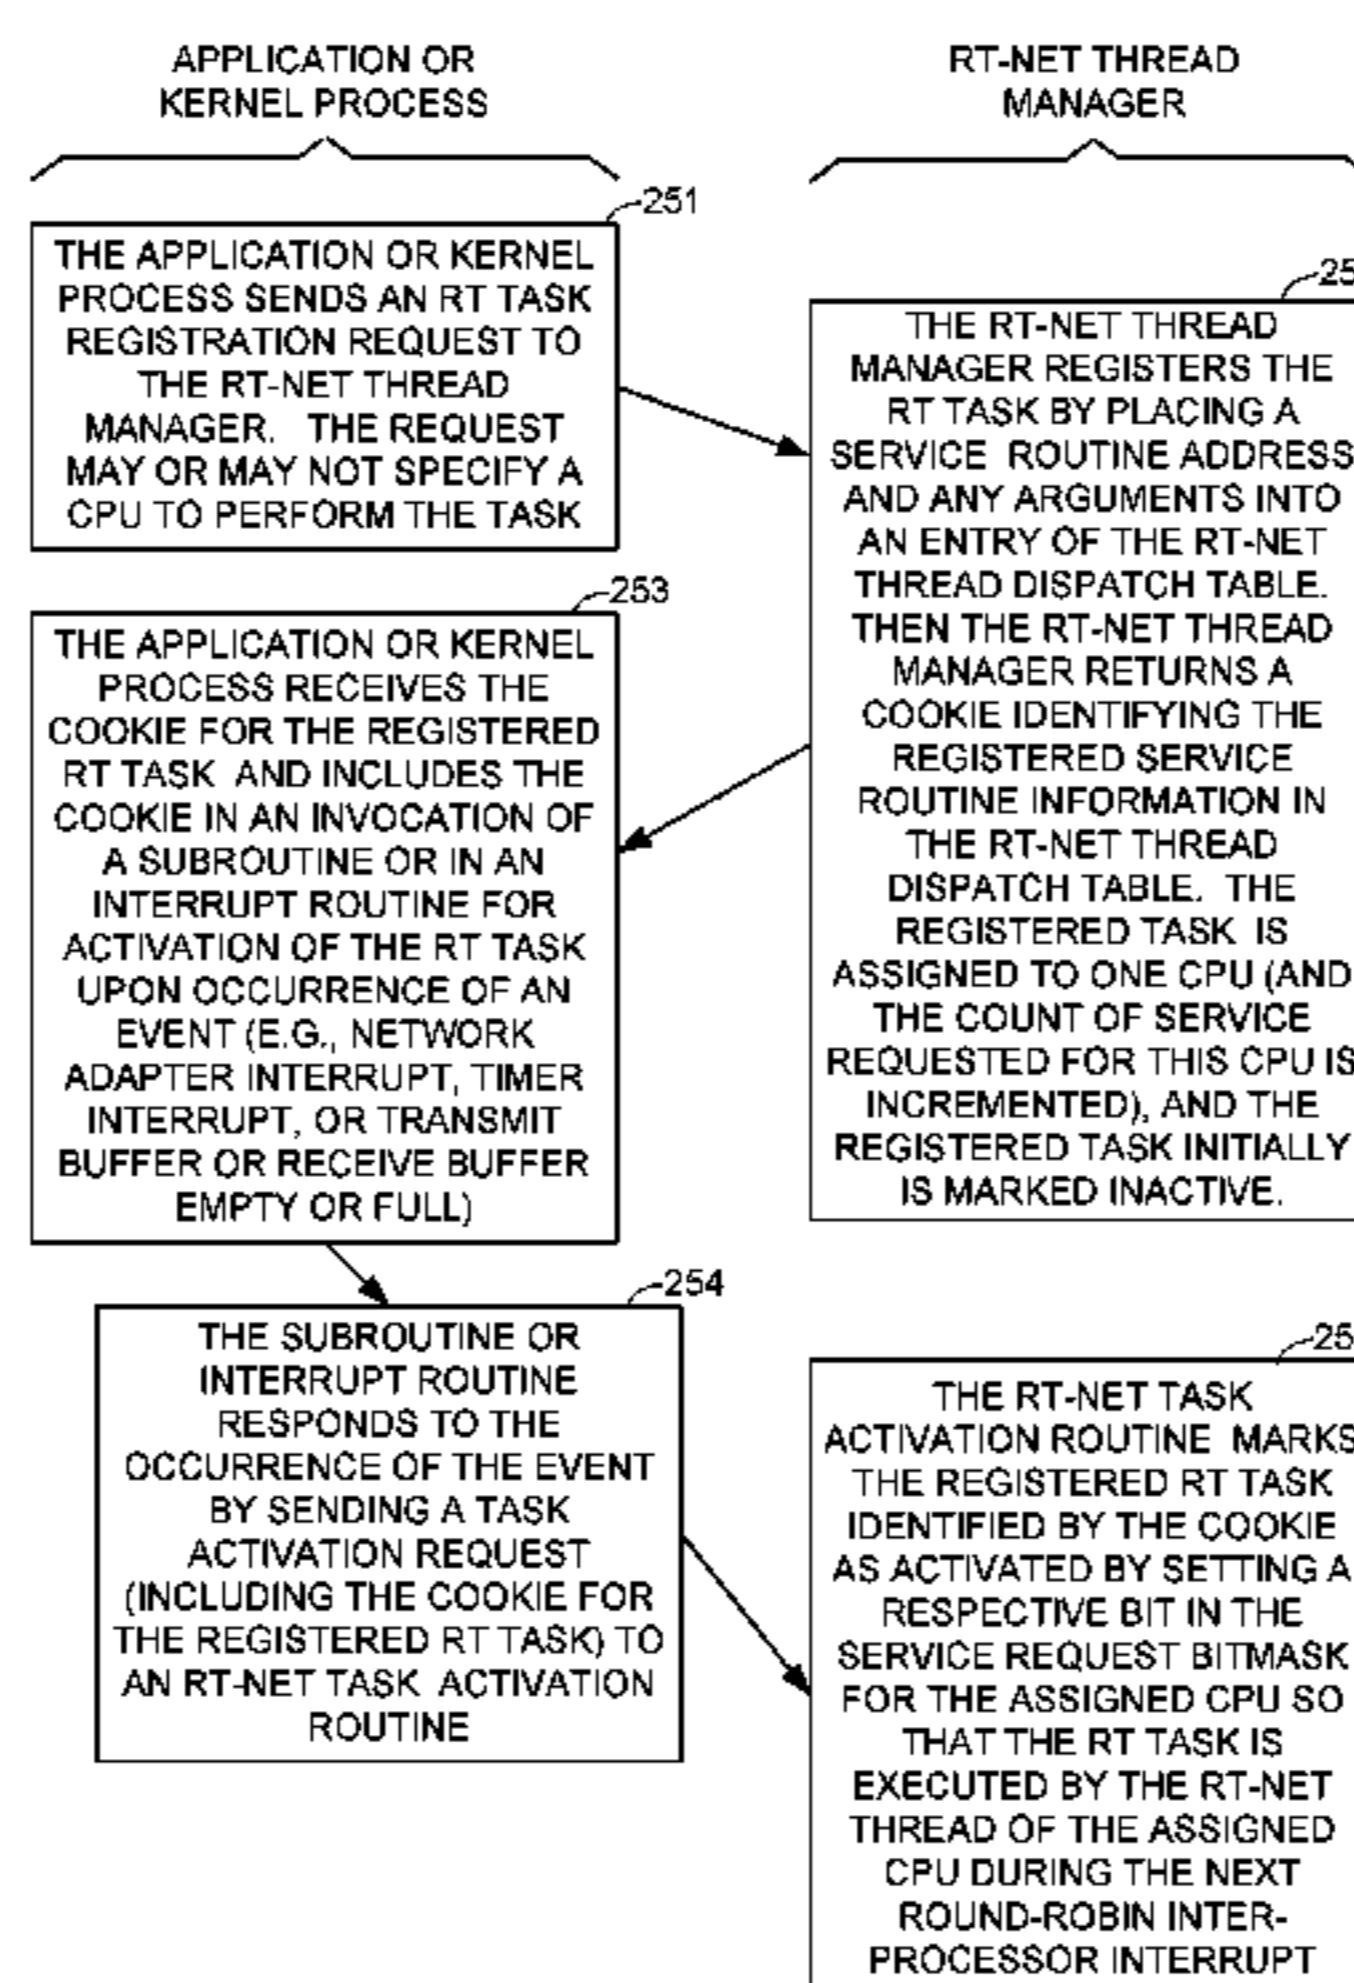 APPLICATION OR
KERNEL PROCESS
RT-NET THREAD
MANAGER
251
THE APPLICATION OR KERNEL
PROCESS SENDS AN RT TASK
REGISTRATION REQUEST TO
THE RT-NET THREAD
MANAGER. THE REQUEST
MAY OR MAY NOT SPECIFY A
CPU TO PERFORM THE TASK
THE RT-NET THREAD
MANAGER REGISTERS THE
RT TASK BY PLACING A
SERVICE ROUTINE ADDRESS
AND ANY ARGUMENTS INTO
AN ENTRY OF THE RT-NET
THREAD DISPATCH TABLE.
THEN THE RT-NET THREAD
MANAGER RETURNS A
COOKIE IDENTIFYING THE
REGISTERED SERVICE
ROUTINE INFORMATION IN
THE RT-NET THREAD
DISPATCH TABLE. THE
REGISTERED TASK IS
ASSIGNED TO ONE CPU (AND
THE COUNT OF SERVICE
REQUESTED FOR THIS CPU IS
INCREMENTED), AND THE
REGISTERED TASK INITIALLY
IS MARKED INACTIVE.
253
THE APPLICATION OR KERNEL
PROCESS RECEIVES THE
COOKIE FOR THE REGISTERED
RT TASK AND INCLUDES THE
COOKIE IN AN INVOCATION OF
A SUBROUTINE OR IN AN
INTERRUPT ROUTINE FOR
ACTIVATION OF THE RT TASK
UPON OCCURRENCE OF AN
EVENT (E.G., NETWORK
ADAPTER INTERRUPT, TIMER
INTERRUPT, OR TRANSMIT
BUFFER OR RECEIVE BUFFER
EMPTY OR FULL)
254
THE SUBROUTINE OR
INTERRUPT ROUTINE
RESPONDS TO THE
OCCURRENCE OF THE EVENT
BY SENDING A TASK
ACTIVATION REQUEST
(INCLUDING THE COOKIE FOR
THE REGISTERED RT TASK) TO
AN RT-NET TASK ACTIVATION
ROUTINE
THE RT-NET TASK
ACTIVATION ROUTINE MARKS
THE REGISTERED RT TASK
IDENTIFIED BY THE COOKIE
AS ACTIVATED BY SETTING A
RESPECTIVE BIT IN THE
SERVICE REQUEST BITMASK
FOR THE ASSIGNED CPU SO
THAT THE RT TASK IS
EXECUTED BY THE RT-NET
THREAD OF THE ASSIGNED
CPU DURING THE NEXT
ROUND-ROBIN INTER-
PROCESSOR INTERRUPT